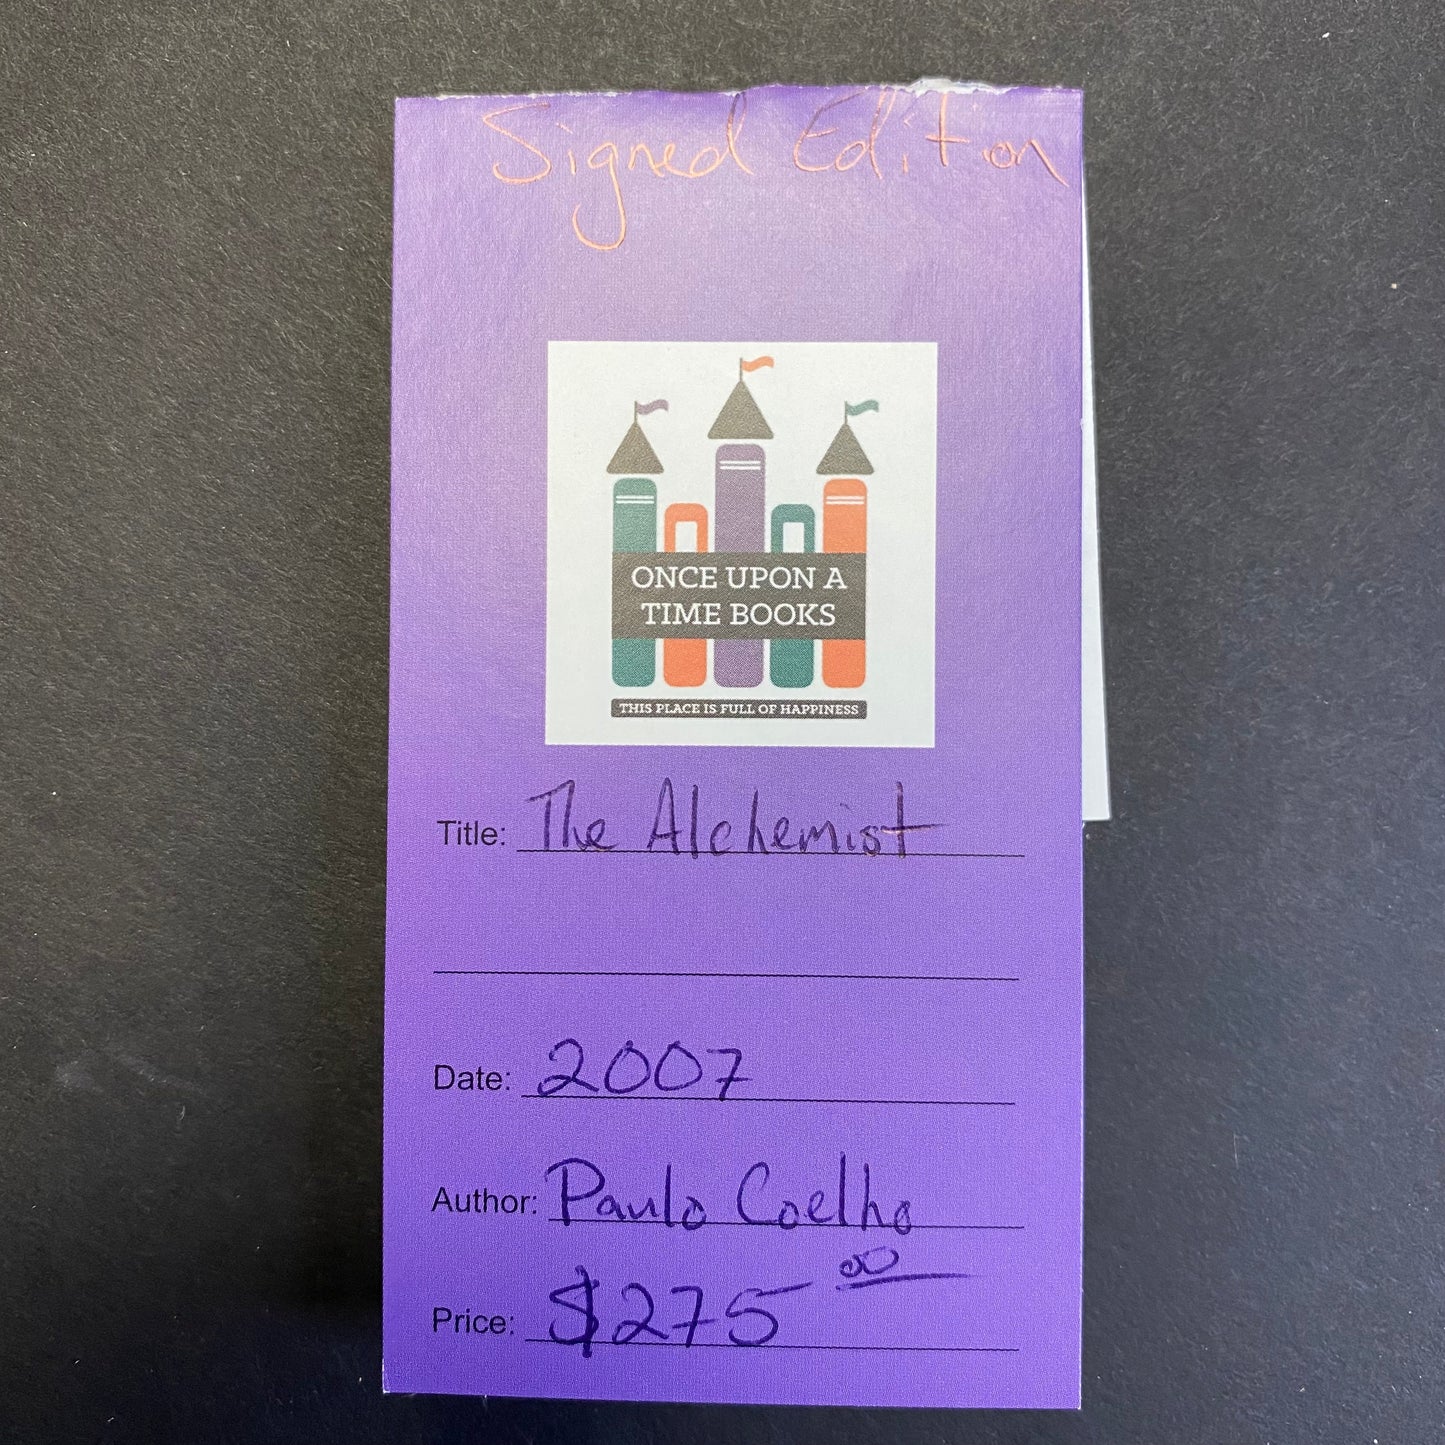 Signed Edition
ONCE UPON A
TIME BOOKS
THIS PLACE IS FULL OF HAPPINESS
Title: The Alchemist
Date: 2007
Author: Paulo Coelho
Price: $275 00